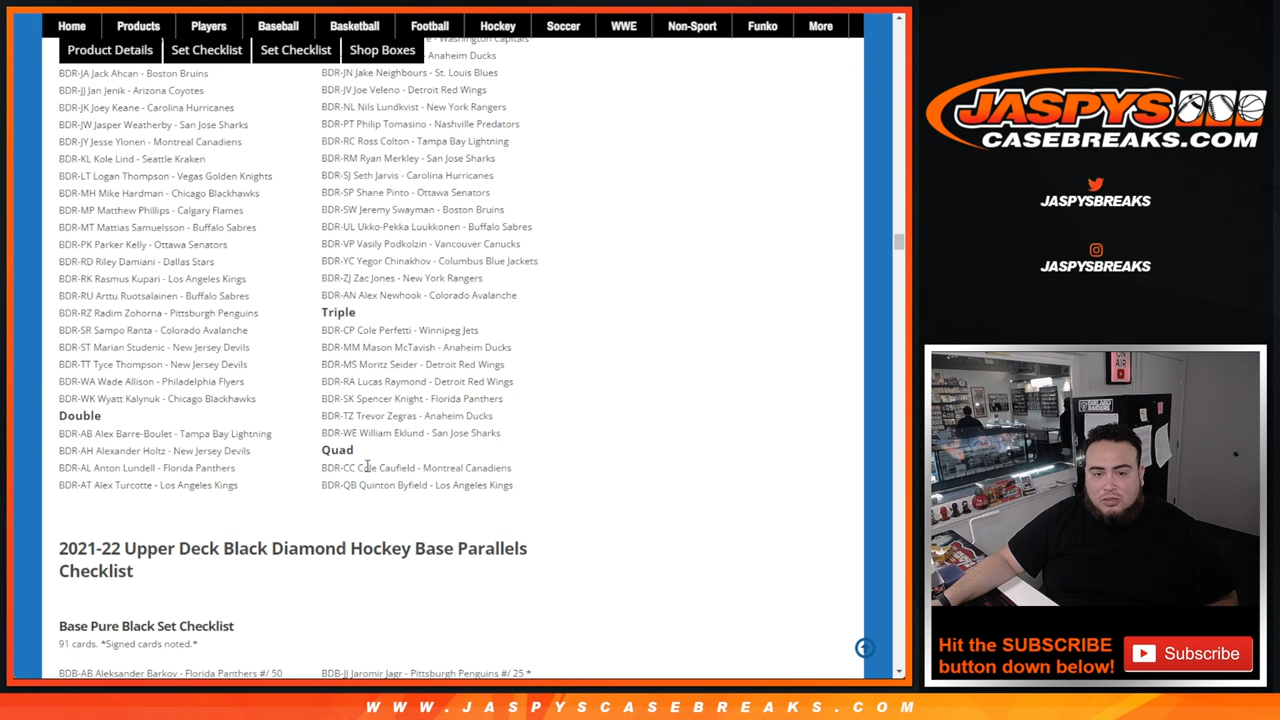 Home Products Players Baseball Basketball Football Hockey Soccer WWE Non-Sport Funko More
Product Details Set Checklist Set Checklist Shop Boxes
e - Washington Capitals
- Anaheim Ducks
BDR-JA Jack Ahcan - Boston Bruins
BDR-JJ Jan Jenik - Arizona Coyotes
BDR-JK Joey Keane - Carolina Hurricanes
BDR-JW Jasper Weatherby - San Jose Sharks
BDR-JY Jesse Ylonen - Montreal Canadiens
BDR-KL Kole Lind - Seattle Kraken
BDR-LT Logan Thompson - Vegas Golden Knights
BDR-MH Mike Hardman - Chicago Blackhawks
BDR-MP Matthew Phillips - Calgary Flames
BDR-MT Mattias Samuelsson - Buffalo Sabres
BDR-PK Parker Kelly - Ottawa Senators
BDR-RD Riley Damiani - Dallas Stars
BDR-RK Rasmus Kupari - Los Angeles Kings
BDR-RU Arttu Ruotsalainen - Buffalo Sabres
BDR-RZ Radim Zohorna - Pittsburgh Penguins
BDR-SR Sampo Ranta - Colorado Avalanche
BDR-ST Marian Studenic - New Jersey Devils
BDR-TT Tyce Thompson - New Jersey Devils
BDR-WA Wade Allison - Philadelphia Flyers
BDR-WK Wyatt Kalynuk - Chicago Blackhawks
Double
BDR-AB Alex Barre-Boulet - Tampa Bay Lightning
BDR-AH Alexander Holtz - New Jersey Devils
BDR-AL Anton Lundell - Florida Panthers
BDR-AT Alex Turcotte - Los Angeles Kings
BDR-JN Jake Neighbours - St. Louis Blues
BDR-JV Joe Veleno - Detroit Red Wings
BDR-NL Nils Lundkvist - New York Rangers
BDR-PT Philip Tomasino - Nashville Predators
BDR-RC Ross Colton - Tampa Bay Lightning
BDR-RM Ryan Merkley - San Jose Sharks
BDR-SJ Seth Jarvis - Carolina Hurricanes
BDR-SP Shane Pinto - Ottawa Senators
BDR-SW Jeremy Swayman - Boston Bruins
BDR-UL Ukko-Pekka Luukkonen - Buffalo Sabres
BDR-VP Vasily Podkolzin - Vancouver Canucks
BDR-YC Yegor Chinakhov - Columbus Blue Jackets
BDR-ZJ Zac Jones - New York Rangers
BDR-AN Alex Newhook - Colorado Avalanche
Triple
BDR-CP Cole Perfetti - Winnipeg Jets
BDR-MM Mason McTavish - Anaheim Ducks
BDR-MS Moritz Seider - Detroit Red Wings
BDR-RA Lucas Raymond - Detroit Red Wings
BDR-SK Spencer Knight - Florida Panthers
BDR-TZ Trevor Zegras - Anaheim Ducks
BDR-WE William Eklund - San Jose Sharks
Quad
BDR-CC Cole Caufield - Montreal Canadiens
BDR-QB Quinton Byfield - Los Angeles Kings
2021-22 Upper Deck Black Diamond Hockey Base Parallels
Checklist
Base Pure Black Set Checklist
91 cards. *Signed cards noted.*
BDB-AB Aleksander Barkov - Florida Panthers #/ 50
BDB-JJ Jaromir Jagr - Pittsburgh Penguins #/ 25 *
JASPYS
CASEBREAKS.COM
JASPYSBREAKS
JASPYSBREAKS
ON AIR
Hit the SUBSCRIBE
button down below!
Subscribe
WWW.JASPYSCASEBREAKS.COM